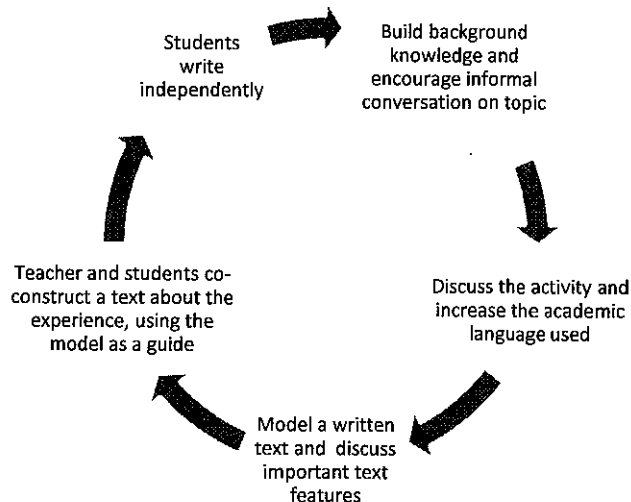 Students
write
independently
Build background
knowledge and
encourage informal
conversation on topic
Discuss the activity and
increase the academic
language used
Model a written
text and discuss
important text
features
Teacher and students co-
construct a text about the
experience, using the
model as a guide